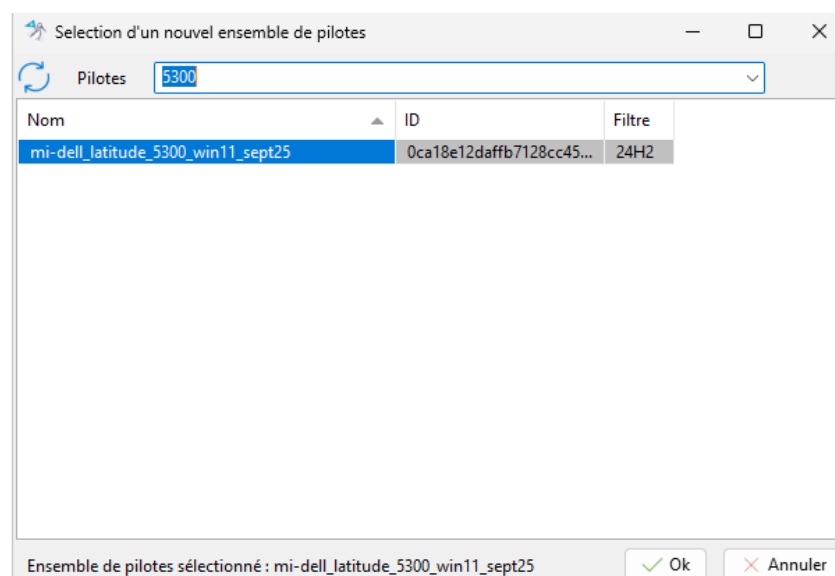 Selection d'un nouvel ensemble de pilotes
Pilotes 5300
Nom ID Filtre
mi-dell_latitude_5300_win11_sept25 0ca18e12daffb7128cc45... 24H2
Ensemble de pilotes sélectionné : mi-dell_latitude_5300_win11_sept25 Ok Annuler